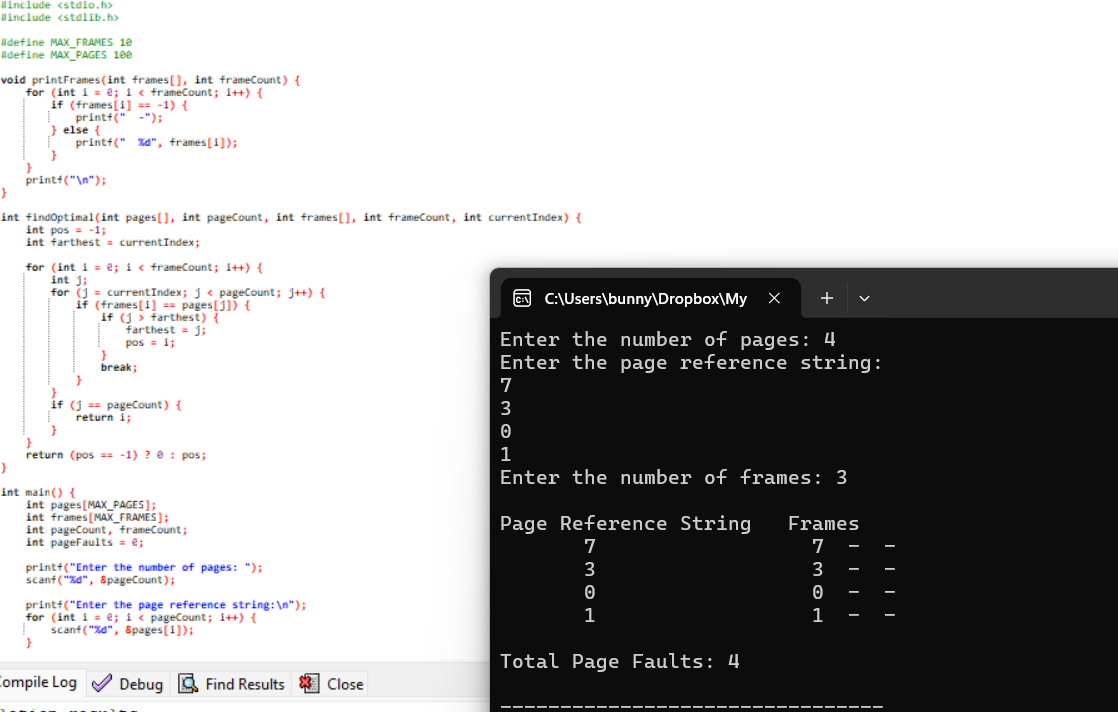 #include <stdio.h>
#include <stdlib.h>
#define MAX_FRAMES 10
#define MAX_PAGES 100
void printFrames(int frames[], int frameCount) {
for (int i = 0; i < frameCount; i++) {
if (frames[i] == -1) {
printf("  -");
} else {
printf("  %d", frames[i]);
}
}
printf("\n");
}
int findOptimal(int pages[], int pageCount, int frames[], int frameCount, int currentIndex) {
int pos = -1;
int farthest = currentIndex;
for (int i = 0; i < frameCount; i++) {
int j;
for (j = currentIndex; j < pageCount; j++) {
if (frames[i] == pages[j]) {
if (j > farthest) {
farthest = j;
pos = i;
}
break;
}
}
if (j == pageCount) {
return i;
}
}
return (pos == -1) ? 0 : pos;
}
int main() {
int pages[MAX_PAGES];
int frames[MAX_FRAMES];
int pageCount, frameCount;
int pageFaults = 0;
printf("Enter the number of pages: ");
scanf("%d", &pageCount);
printf("Enter the page reference string:\n");
for (int i = 0; i < pageCount; i++) {
scanf("%d", &pages[i]);
}
Compile Log Debug Find Results Close
C:\Users\bunny\Dropbox\My
Enter the number of pages: 4
Enter the page reference string:
7
3
0
1
Enter the number of frames: 3
Page Reference String Frames
7 7 - -
3 3 - -
0 0 - -
1 1 - -
Total Page Faults: 4
--------------------------------